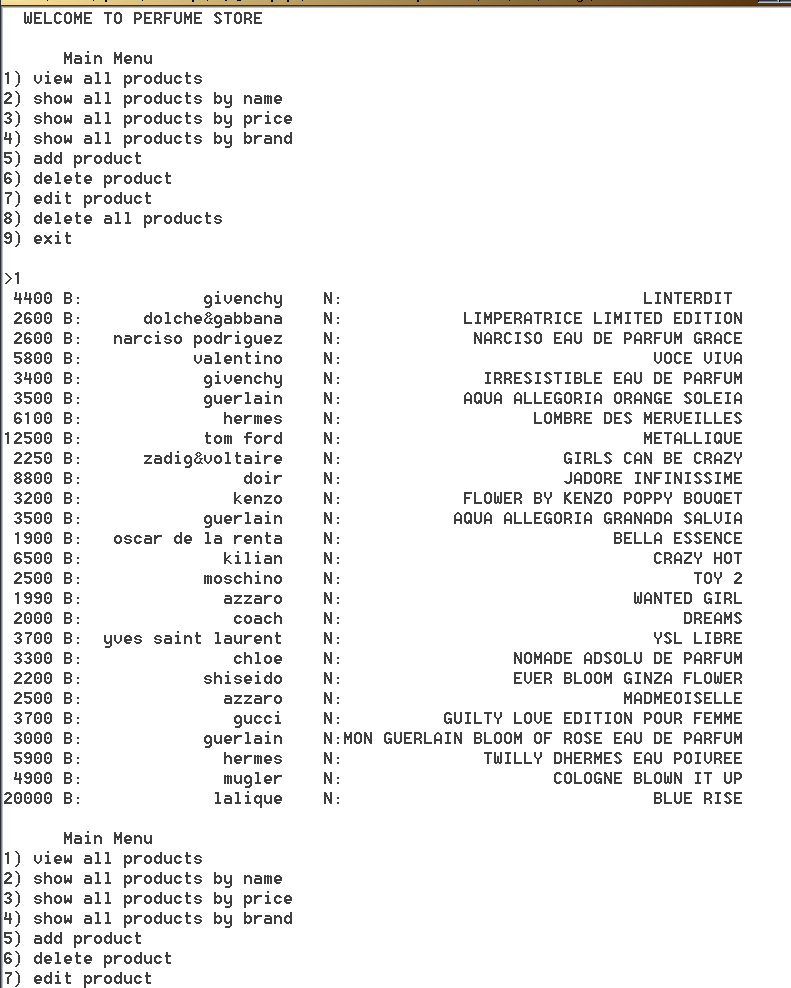 WELCOME TO PERFUME STORE
Main Menu
1) view all products
2) show all products by name
3) show all products by price
4) show all products by brand
5) add product
6) delete product
7) edit product
8) delete all products
9) exit
>1
4400 B: givenchy N: LINTERDIT
2600 B: dolche&gabbana N: LIMPERATRICE LIMITED EDITION
2600 B: narciso podriguez N: NARCISO EAU DE PARFUM GRACE
5800 B: valentino N: VOCE VIVA
3400 B: givenchy N: IRRESISTIBLE EAU DE PARFUM
3500 B: guerlain N: AQUA ALLEGORIA ORANGE SOLEIA
6100 B: hermes N: LOMBRE DES MERVEILLES
12500 B: tom ford N: METALLIQUE
2250 B: zadig&voltaire N: GIRLS CAN BE CRAZY
8800 B: doir N: JADORE INFINISSIME
3200 B: kenzo N: FLOWER BY KENZO POPPY BOUQET
3500 B: guerlain N: AQUA ALLEGORIA GRANADA SALVIA
1900 B: oscar de la renta N: BELLA ESSENCE
6500 B: kilian N: CRAZY HOT
2500 B: moschino N: TOY 2
1990 B: azzaro N: WANTED GIRL
2000 B: coach N: DREAMS
3700 B: yves saint laurent N: YSL LIBRE
3300 B: chloe N: NOMADE ADSOLU DE PARFUM
2200 B: shiseido N: EVER BLOOM GINZA FLOWER
2500 B: azzaro N: MADMEOISELLE
3700 B: gucci N: GUILTY LOVE EDITION POUR FEMME
3000 B: guerlain N:MON GUERLAIN BLOOM OF ROSE EAU DE PARFUM
5900 B: hermes N: TWILLY DHERMES EAU POIVREE
4900 B: mugler N: COLOGNE BLOWN IT UP
20000 B: lalique N: BLUE RISE
Main Menu
1) view all products
2) show all products by name
3) show all products by price
4) show all products by brand
5) add product
6) delete product
7) edit product